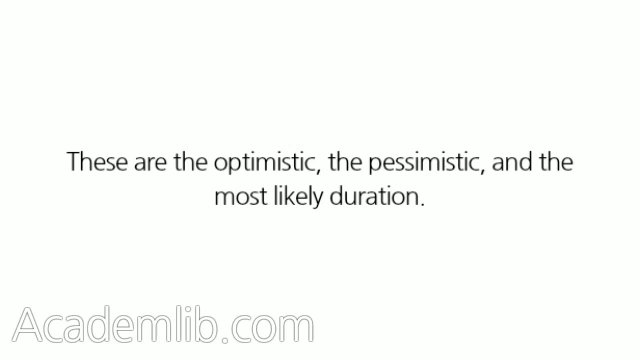 These are the optimistic, the pessimistic, and the
most likely duration.
Academlib.com